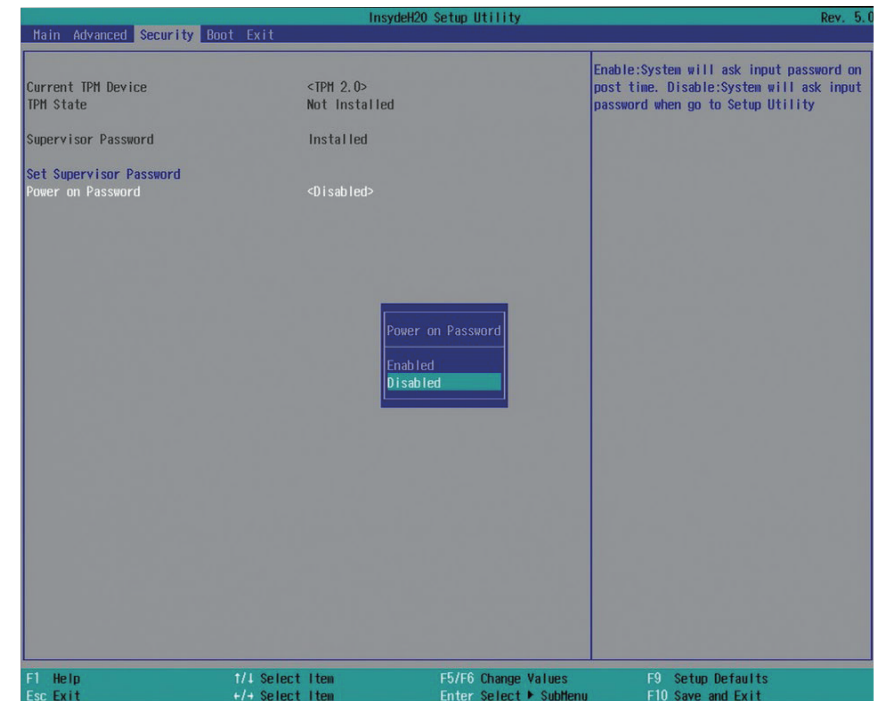 InsydeH20 Setup Utility Rev. 5.0
Main Advanced Security Boot Exit
Current TPM Device <TPM 2.0>
TPM State Not Installed
Supervisor Password Installed
Set Supervisor Password
Power on Password <Disabled>
Enable:System will ask input password on
post time. Disable:System will ask input
password when go to Setup Utility
Power on Password
Enabled
Disabled
F1 Help ↑/↓ Select Item F5/F6 Change Values F9 Setup Defaults
Esc Exit ←/→ Select Item Enter Select ▶ SubMenu F10 Save and Exit